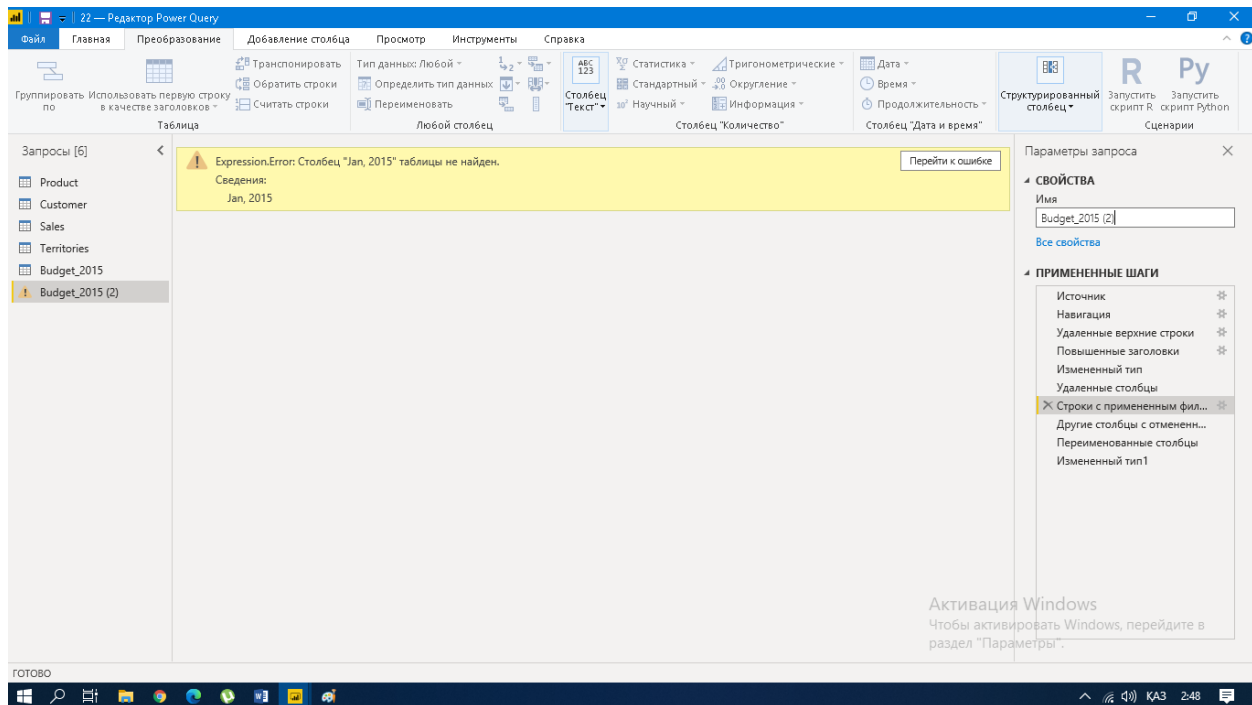 22 — Редактор Power Query
Файл Главная Преобразование Добавление столбца Просмотр Инструменты Справка
Группировать по
Использовать первую строку в качестве заголовков
Транспонировать
Обратить строки
Считать строки
Таблица
Тип данных: Любой
Определить тип данных
Переименовать
Любой столбец
ABC
123
Столбец
"Текст"
Статистика
Стандартный
10² Научный
Тригонометрические
Округление
Информация
Столбец "Количество"
Дата
Время
Продолжительность
Столбец "Дата и время"
Структурированный
столбец
R
Запустить
скрипт R
Py
Запустить
скрипт Python
Сценарии
Запросы [6]
Product
Customer
Sales
Territories
Budget_2015
Budget_2015 (2)
Expression.Error: Столбец "Jan, 2015" таблицы не найден.
Сведения:
Jan, 2015
Перейти к ошибке
Параметры запроса
СВОЙСТВА
Имя
Budget_2015 (2)
Все свойства
ПРИМЕНЕННЫЕ ШАГИ
Источник
Навигация
Удаленные верхние строки
Повышенные заголовки
Измененный тип
Удаленные столбцы
Строки с примененным фил...
Другие столбцы с отмененн...
Переименованные столбцы
Измененный тип1
Активация Windows
Чтобы активировать Windows, перейдите в
раздел "Параметры".
ГОТОВО
ҚАЗ 2:48